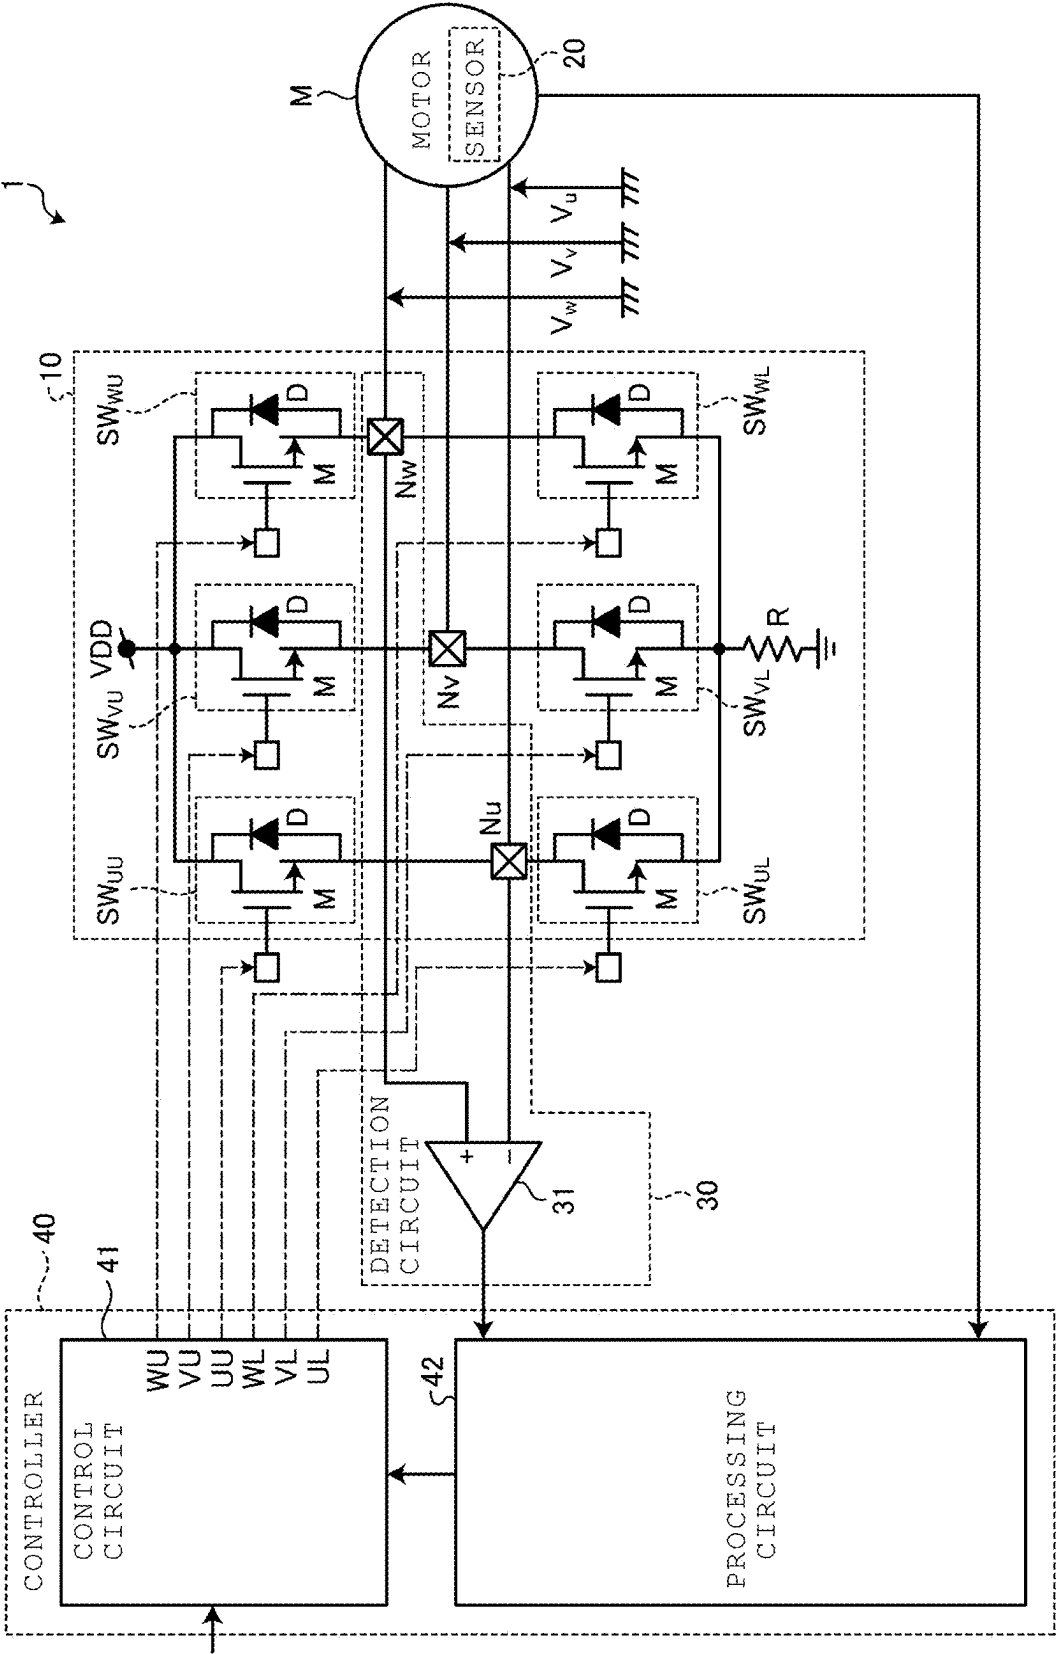 1
40
CONTROLLER
41
CONTROL
CIRCUIT
WU
VU
UU
WL
VL
UL
42
PROCESSING
CIRCUIT
DETECTION
CIRCUIT
+
−
31
30
10
VDD
SWUU
D
M
SWVU
D
M
SWWU
D
M
Nu
Nv
Nw
SWUL
D
M
SWVL
D
M
SWWL
D
M
R
Vw
Vv
Vu
M
MOTOR
SENSOR
20